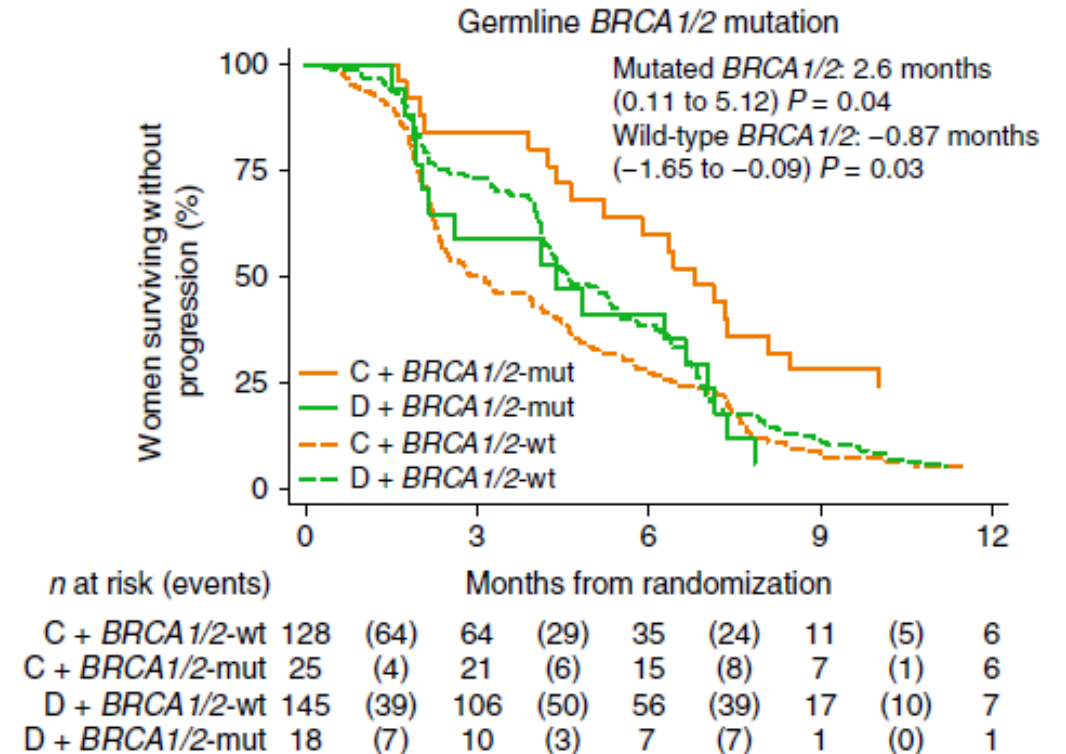 Germline BRCA1/2 mutation
Mutated BRCA1/2: 2.6 months
(0.11 to 5.12) P = 0.04
Wild-type BRCA1/2: −0.87 months
(−1.65 to −0.09) P = 0.03
Women surviving without
progression (%)
100
75
50
25
0
C + BRCA1/2-mut
D + BRCA1/2-mut
C + BRCA1/2-wt
D + BRCA1/2-wt
0 3 6 9 12
n at risk (events) Months from randomization
C + BRCA1/2-wt 128 (64) 64 (29) 35 (24) 11 (5) 6
C + BRCA1/2-mut 25 (4) 21 (6) 15 (8) 7 (1) 6
D + BRCA1/2-wt 145 (39) 106 (50) 56 (39) 17 (10) 7
D + BRCA1/2-mut 18 (7) 10 (3) 7 (7) 1 (0) 1